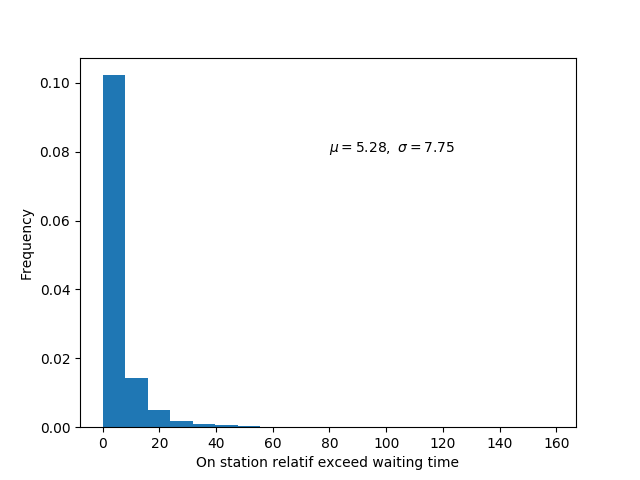 0.10
0.08
0.06
0.04
0.02
0.00
Frequency
μ = 5.28, σ = 7.75
0 20 40 60 80 100 120 140 160
On station relatif exceed waiting time